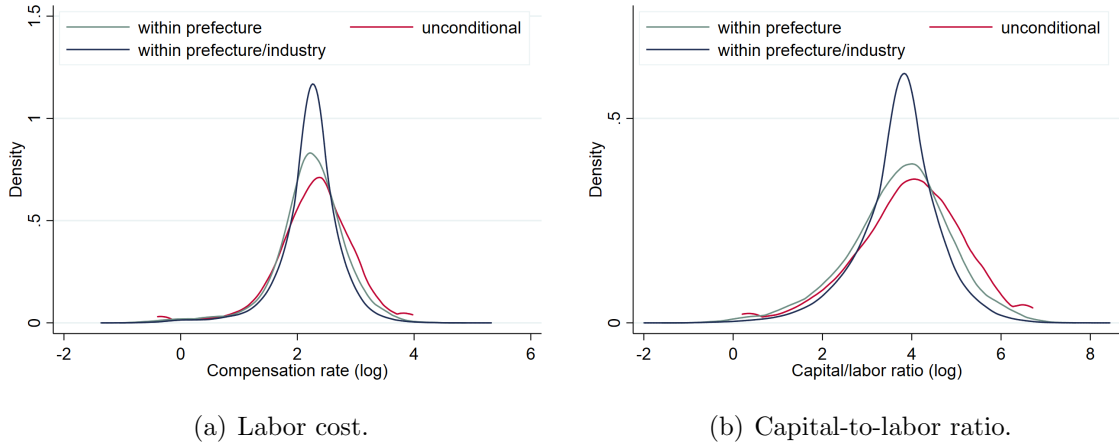 within prefecture
unconditional
within prefecture/industry
1.5
1
.5
0
Density
-2
0
2
4
6
Compensation rate (log)
(a) Labor cost.
within prefecture
unconditional
within prefecture/industry
.5
0
Density
-2
0
2
4
6
8
Capital/labor ratio (log)
(b) Capital-to-labor ratio.